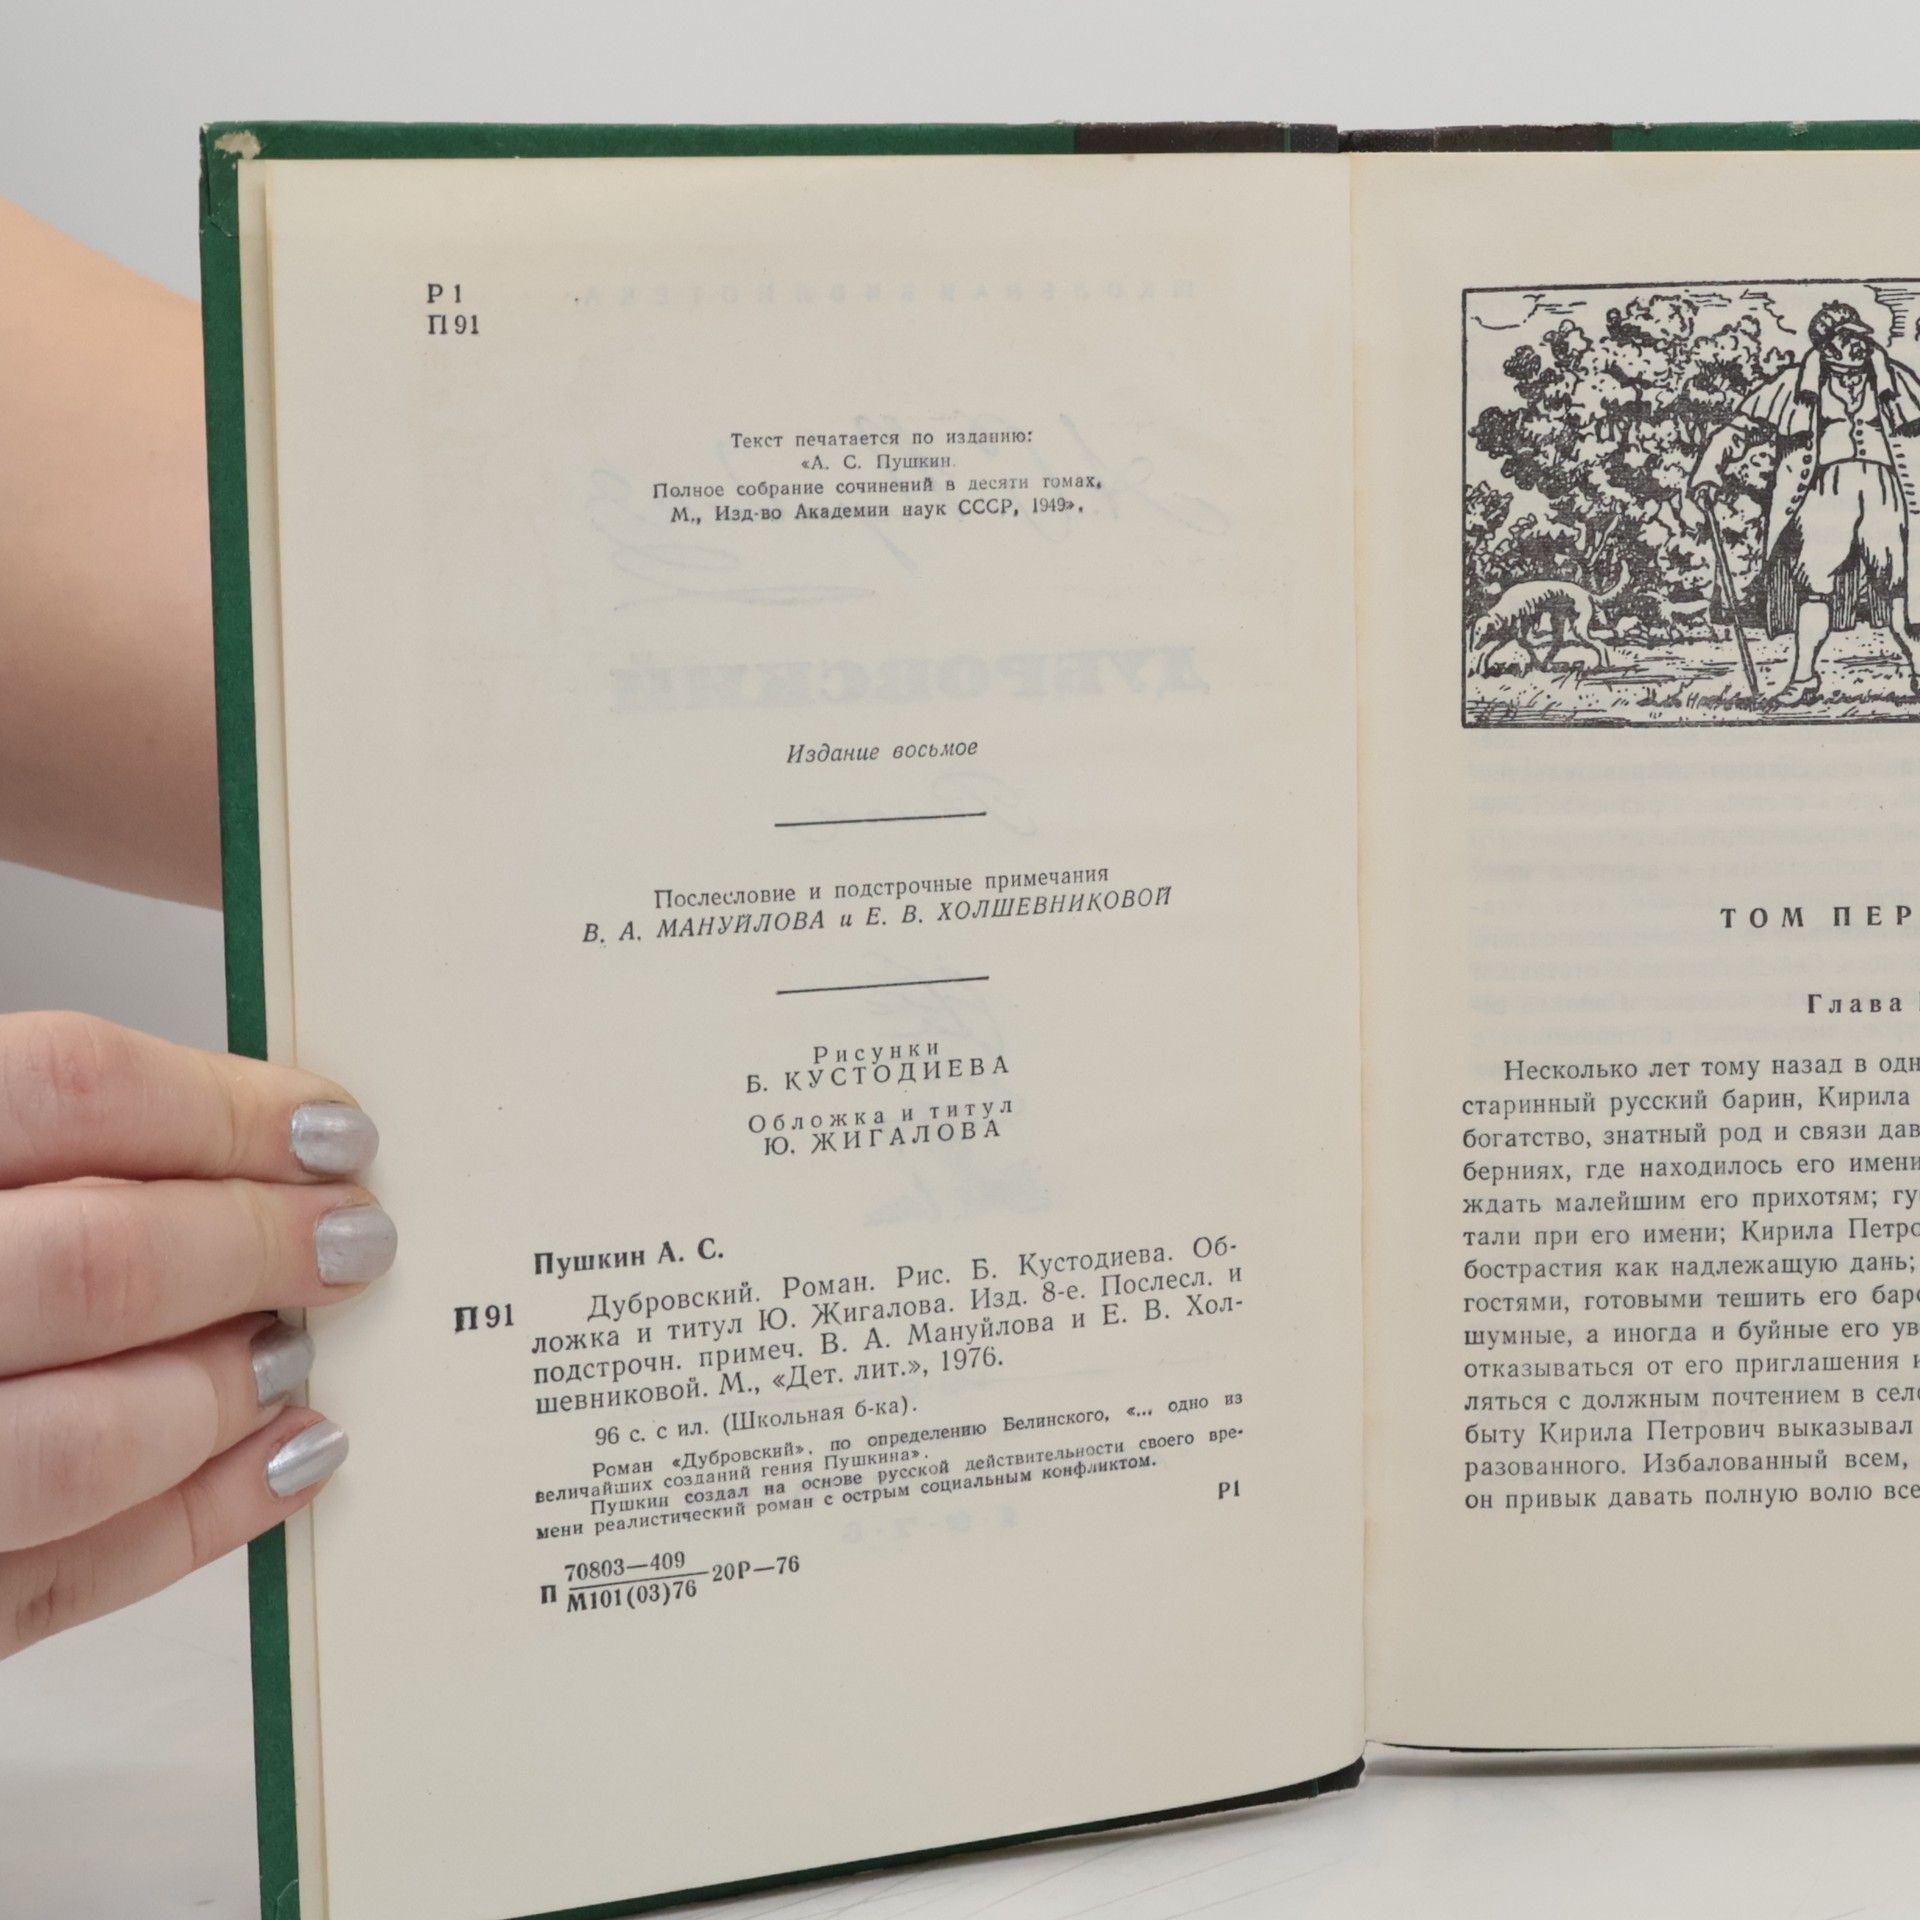 Р 1
П 91
Текст печатается по изданию:
«А. С. Пушкин.
Полное собрание сочинений в десяти томах.
М., Изд-во Академии наук СССР, 1949».
ДУБРОВСКИЙ
Издание восьмое
Послесловие и подстрочные примечания
В. А. МАНУЙЛОВА и Е. В. ХОЛШЕВНИКОВОЙ
Рисунки
Б. КУСТОДИЕВА
Обложка и титул
Ю. ЖИГАЛОВА
Пушкин А. С.
П 91 Дубровский. Роман. Рис. Б. Кустодиева. Об-
ложка и титул Ю. Жигалова. Изд. 8-е. Послесл. и
подстрочн. примеч. В. А. Мануйлова и Е. В. Хол-
шевниковой. М., «Дет. лит.», 1976.
96 с. с ил. (Школьная б-ка).
Роман «Дубровский», по определению Белинского, «... одно из
величайших созданий гения Пушкина».
Пушкин создал на основе русской действительности своего вре-
мени реалистический роман с острым социальным конфликтом.
Р1
П 70803—409
М101(03)76 20Р—76
ТОМ ПЕР
Глава
Несколько лет тому назад в одн
старинный русский барин, Кирила
богатство, знатный род и связи дав
берниях, где находилось его имени
ждать малейшим его прихотям; гу
тали при его имени; Кирила Петро
бострастия как надлежащую дань;
гостями, готовыми тешить его барс
шумные, а иногда и буйные его ув
отказываться от его приглашения и
ляться с должным почтением в село
быту Кирила Петрович выказывал
разованного. Избалованный всем,
он привык давать полную волю все